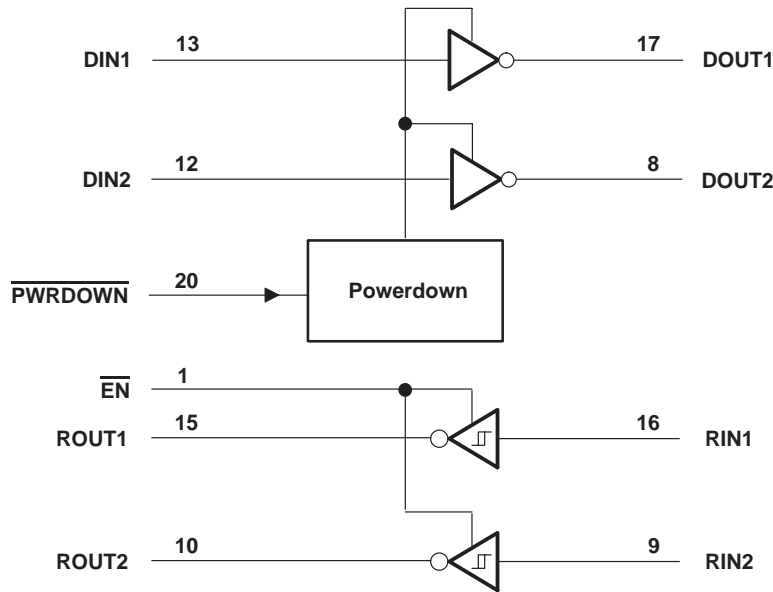 DIN1 13 17 DOUT1
DIN2 12 8 DOUT2
PWRDOWN 20 Powerdown
EN 1
ROUT1 15 16 RIN1
ROUT2 10 9 RIN2